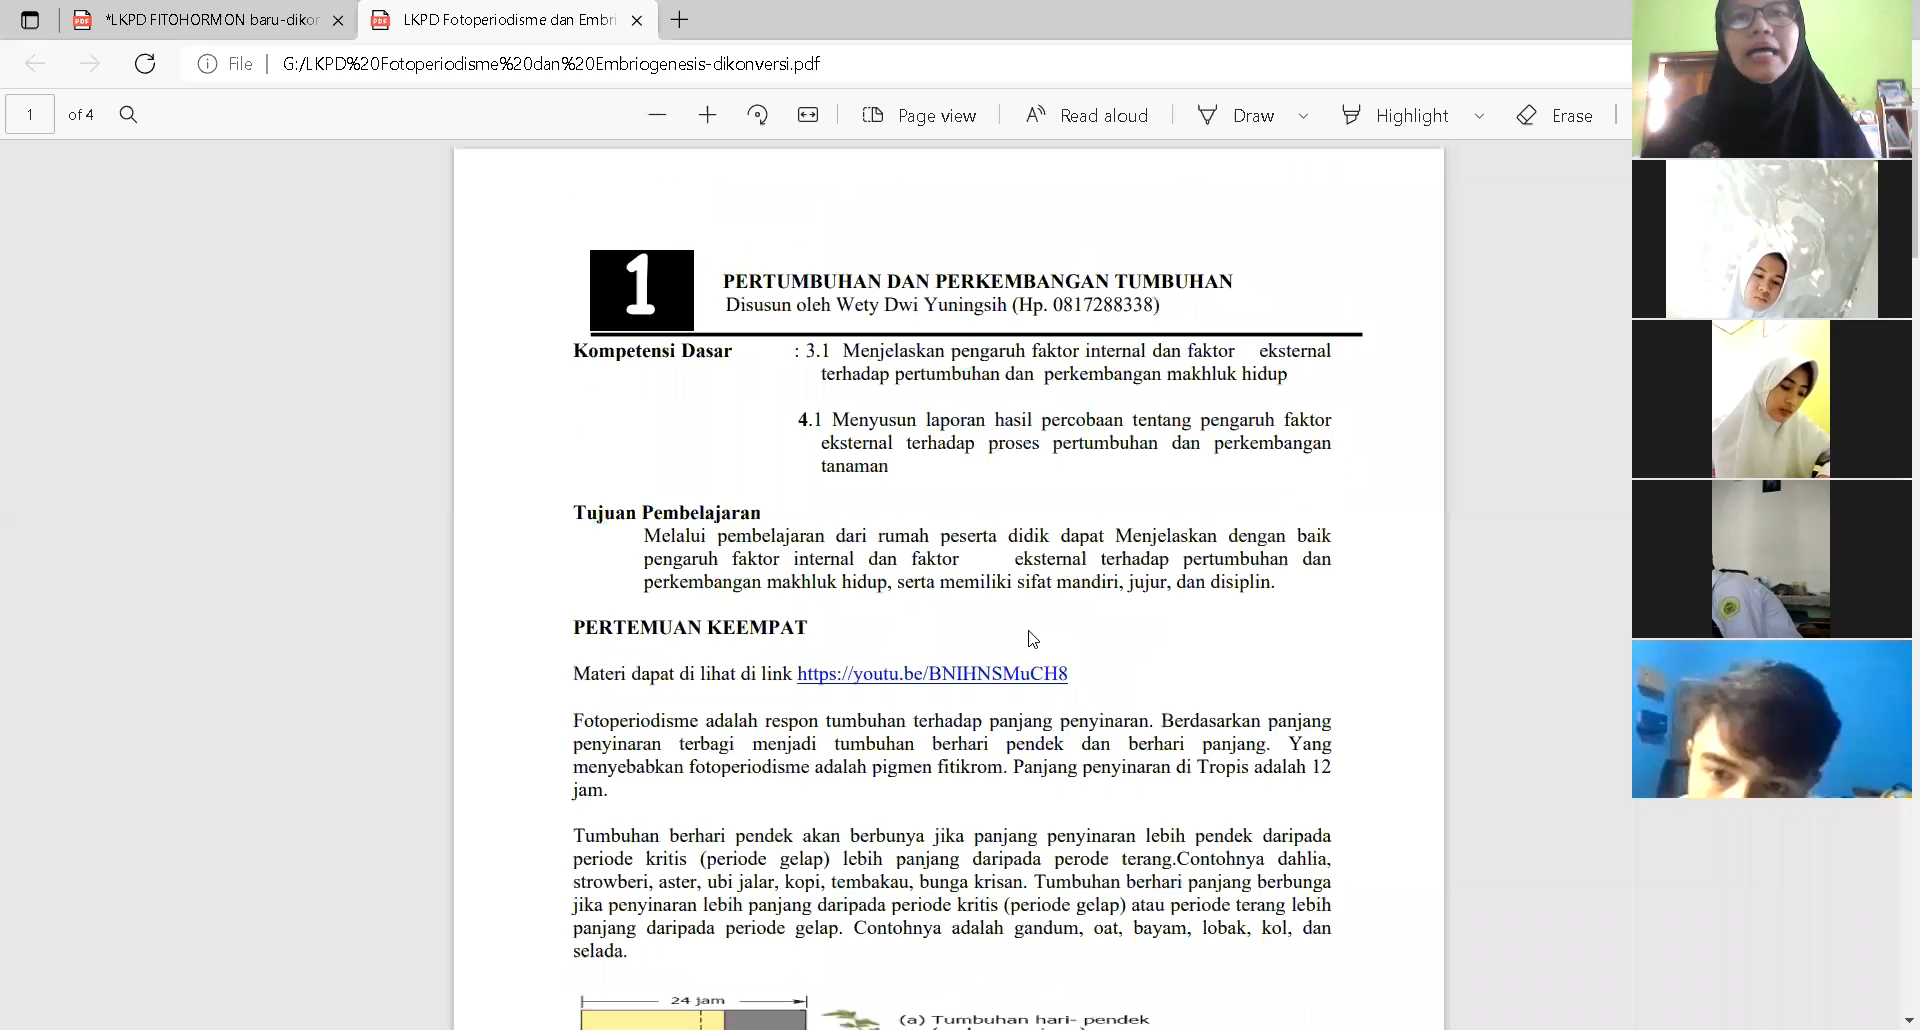 *LKPD FITOHORMON baru-dikor
LKPD Fotoperiodisme dan Embri
File
G:/LKPD%20Fotoperiodisme%20dan%20Embriogenesis-dikonversi.pdf
1 of 4
Page view
Read aloud
Draw
Highlight
Erase
1
PERTUMBUHAN DAN PERKEMBANGAN TUMBUHAN
Disusun oleh Wety Dwi Yuningsih (Hp. 0817288338)
Kompetensi Dasar : 3.1 Menjelaskan pengaruh faktor internal dan faktor eksternal
terhadap pertumbuhan dan perkembangan makhluk hidup
4.1 Menyusun laporan hasil percobaan tentang pengaruh faktor
eksternal terhadap proses pertumbuhan dan perkembangan
tanaman
Tujuan Pembelajaran
Melalui pembelajaran dari rumah peserta didik dapat Menjelaskan dengan baik
pengaruh faktor internal dan faktor eksternal terhadap pertumbuhan dan
perkembangan makhluk hidup, serta memiliki sifat mandiri, jujur, dan disiplin.
PERTEMUAN KEEMPAT
Materi dapat di lihat di link https://youtu.be/BNIHNSMuCH8
Fotoperiodisme adalah respon tumbuhan terhadap panjang penyinaran. Berdasarkan panjang
penyinaran terbagi menjadi tumbuhan berhari pendek dan berhari panjang. Yang
menyebabkan fotoperiodisme adalah pigmen fitikrom. Panjang penyinaran di Tropis adalah 12
jam.
Tumbuhan berhari pendek akan berbunya jika panjang penyinaran lebih pendek daripada
periode kritis (periode gelap) lebih panjang daripada perode terang.Contohnya dahlia,
strowberi, aster, ubi jalar, kopi, tembakau, bunga krisan. Tumbuhan berhari panjang berbunga
jika penyinaran lebih panjang daripada periode kritis (periode gelap) atau periode terang lebih
panjang daripada periode gelap. Contohnya adalah gandum, oat, bayam, lobak, kol, dan
selada.
24 jam
(a) Tumbuhan hari- pendek